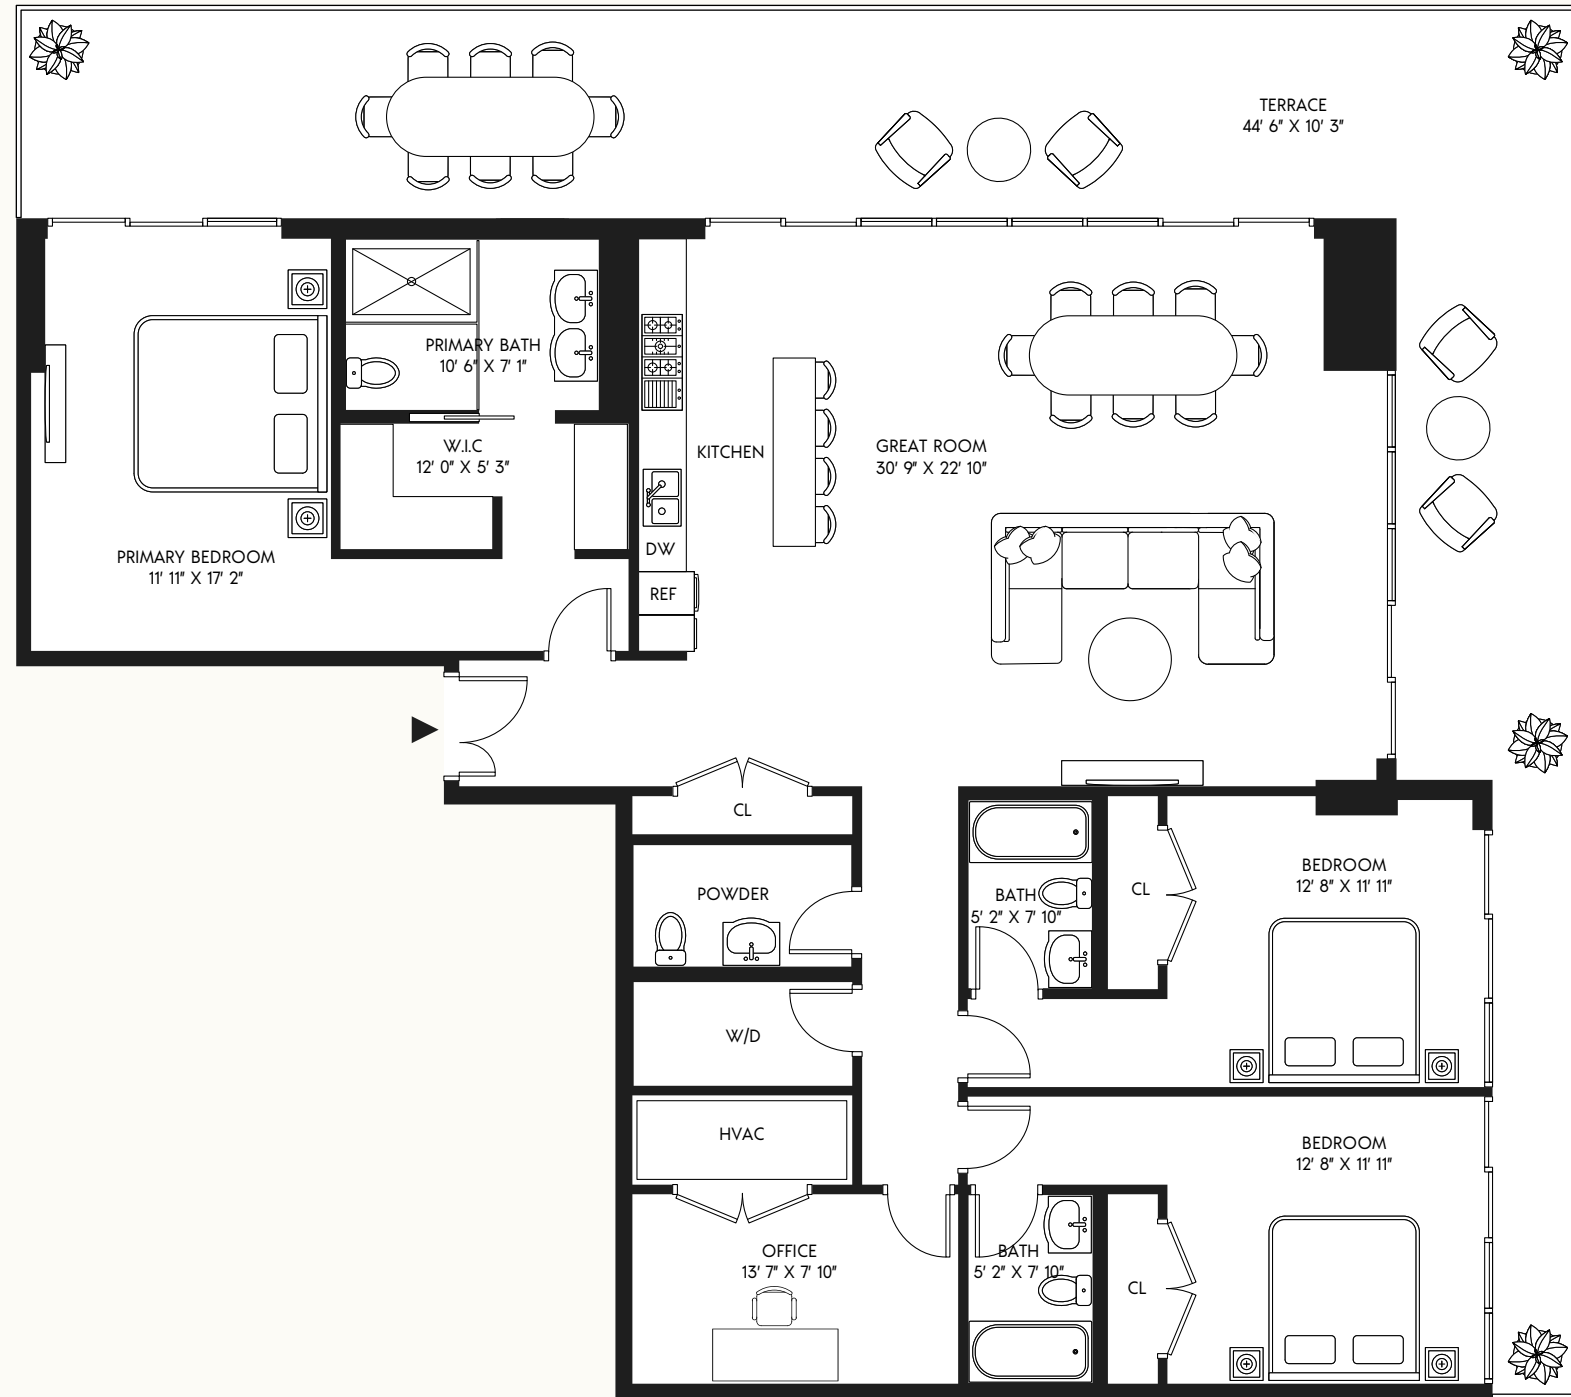 TERRACE
44' 6" X 10' 3"
PRIMARY BATH
10' 6" X 7' 1"
W.I.C
12' 0" X 5' 3"
KITCHEN
GREAT ROOM
30' 9" X 22' 10"
DW
REF
PRIMARY BEDROOM
11' 11" X 17' 2"
CL
POWDER
BATH
5' 2" X 7' 10"
CL
BEDROOM
12' 8" X 11' 11"
W/D
HVAC
BEDROOM
12' 8" X 11' 11"
OFFICE
13' 7" X 7' 10"
BATH
5' 2" X 7' 10"
CL